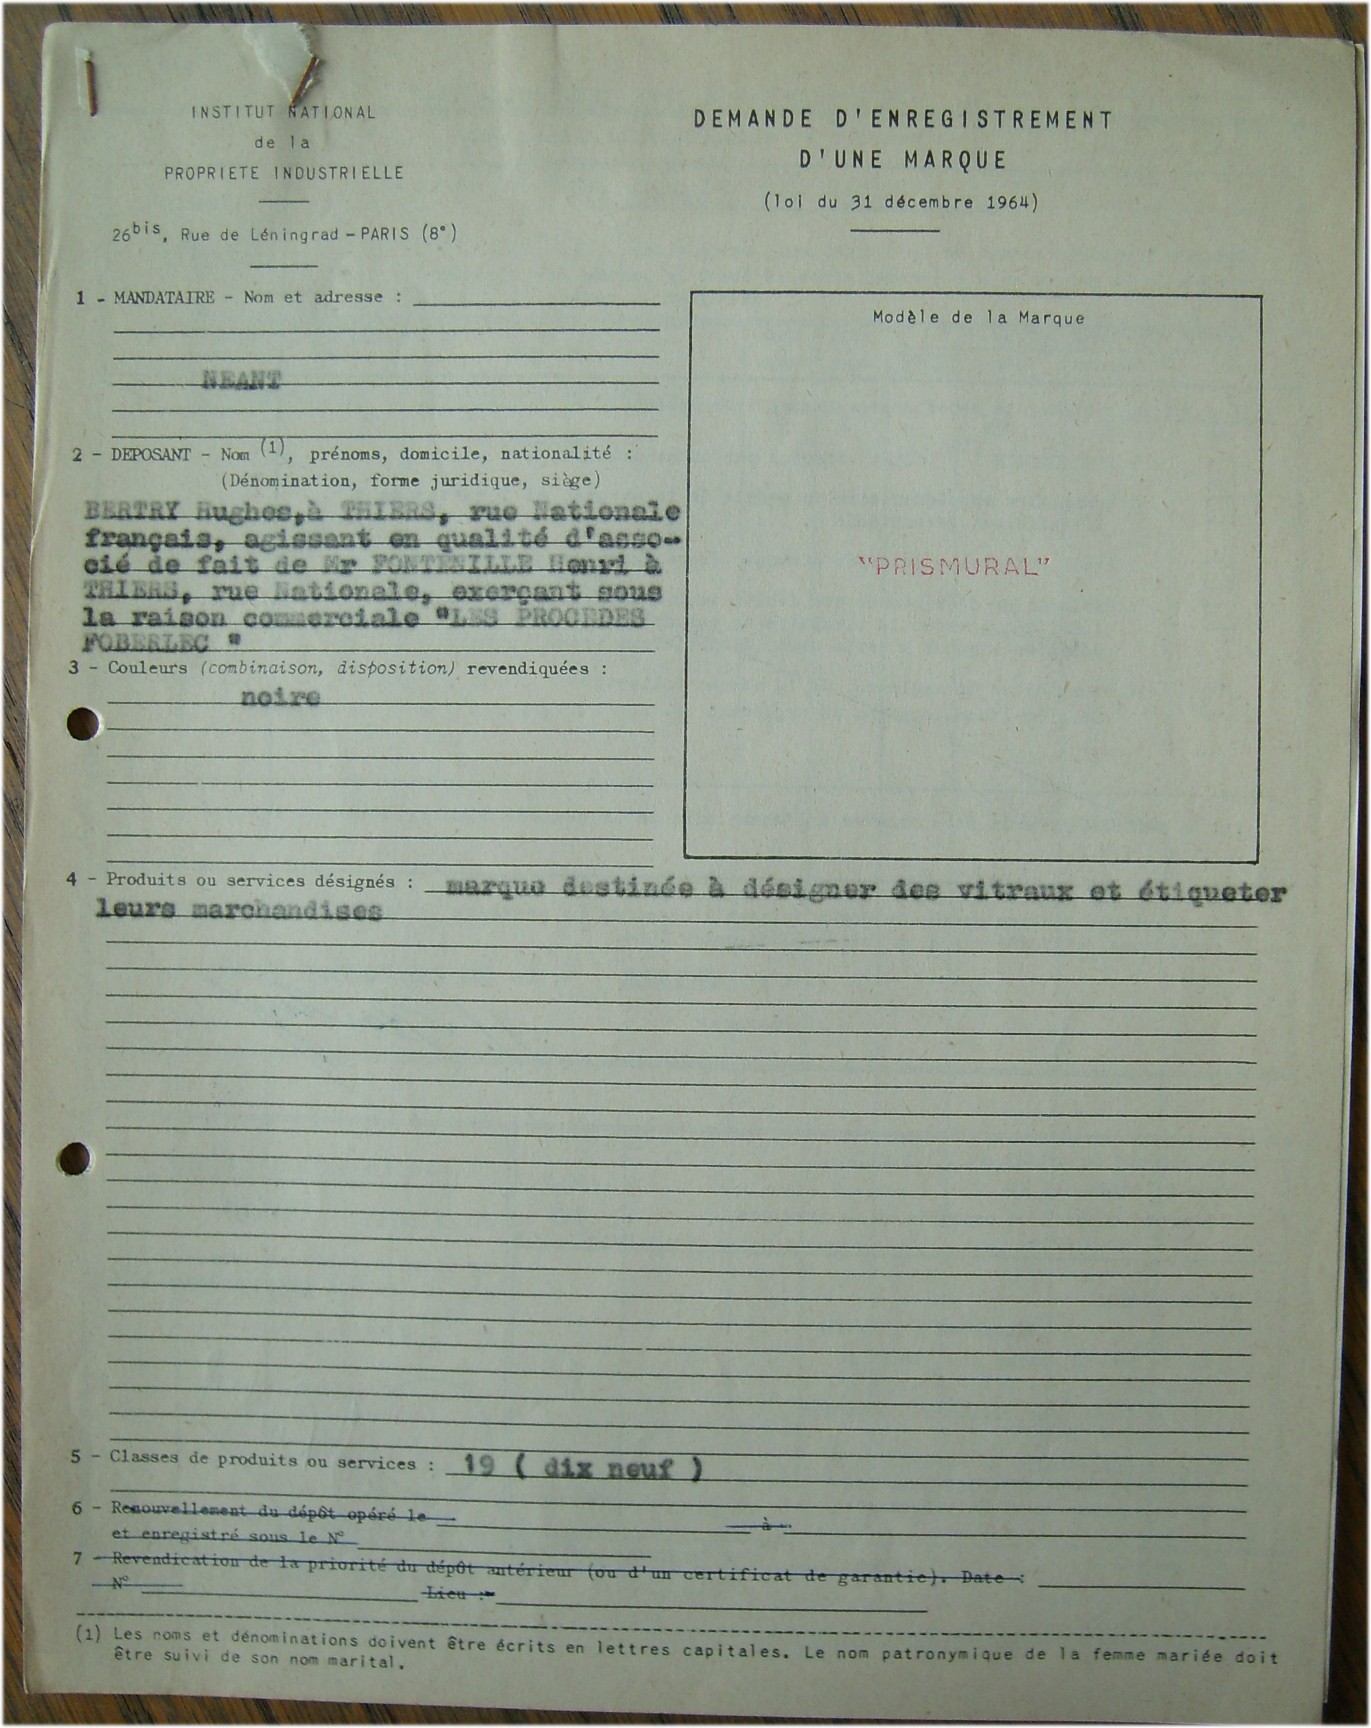 INSTITUT NATIONAL
de la
PROPRIETE INDUSTRIELLE
26bis, Rue de Léningrad – PARIS (8e)
DEMANDE D'ENREGISTREMENT
D'UNE MARQUE
(loi du 31 décembre 1964)
1 - MANDATAIRE - Nom et adresse :
NEANT
Modèle de la Marque
"PRISMURAL"
2 - DEPOSANT - Nom (1), prénoms, domicile, nationalité :
(Dénomination, forme juridique, siège)
BERTRY Hughes,à THIERS, rue Nationale
français, agissant en qualité d'asso-
cié de fait de Mr FONTENILLE Henri à
THIERS, rue Nationale, exerçant sous
la raison commerciale "LES PROCEDES
FOBERLEC "
3 - Couleurs (combinaison, disposition) revendiquées :
noire
4 - Produits ou services désignés : marque destinée à désigner des vitraux et étiqueter
leurs marchandises
5 - Classes de produits ou services : 19 ( dix neuf )
6 - Renouvellement du dépôt opéré le à
et enregistré sous le N°
7 - Revendication de la priorité du dépôt antérieur (ou d'un certificat de garantie). Date :
N° Lieu :
(1) Les noms et dénominations doivent être écrits en lettres capitales. Le nom patronymique de la femme mariée doit
être suivi de son nom marital.